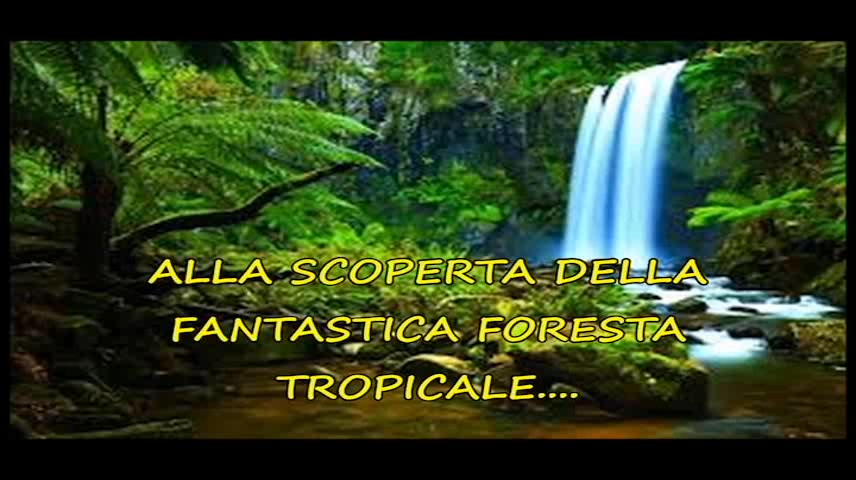 ALLA SCOPERTA DELLA
FANTASTICA FORESTA
TROPICALE....